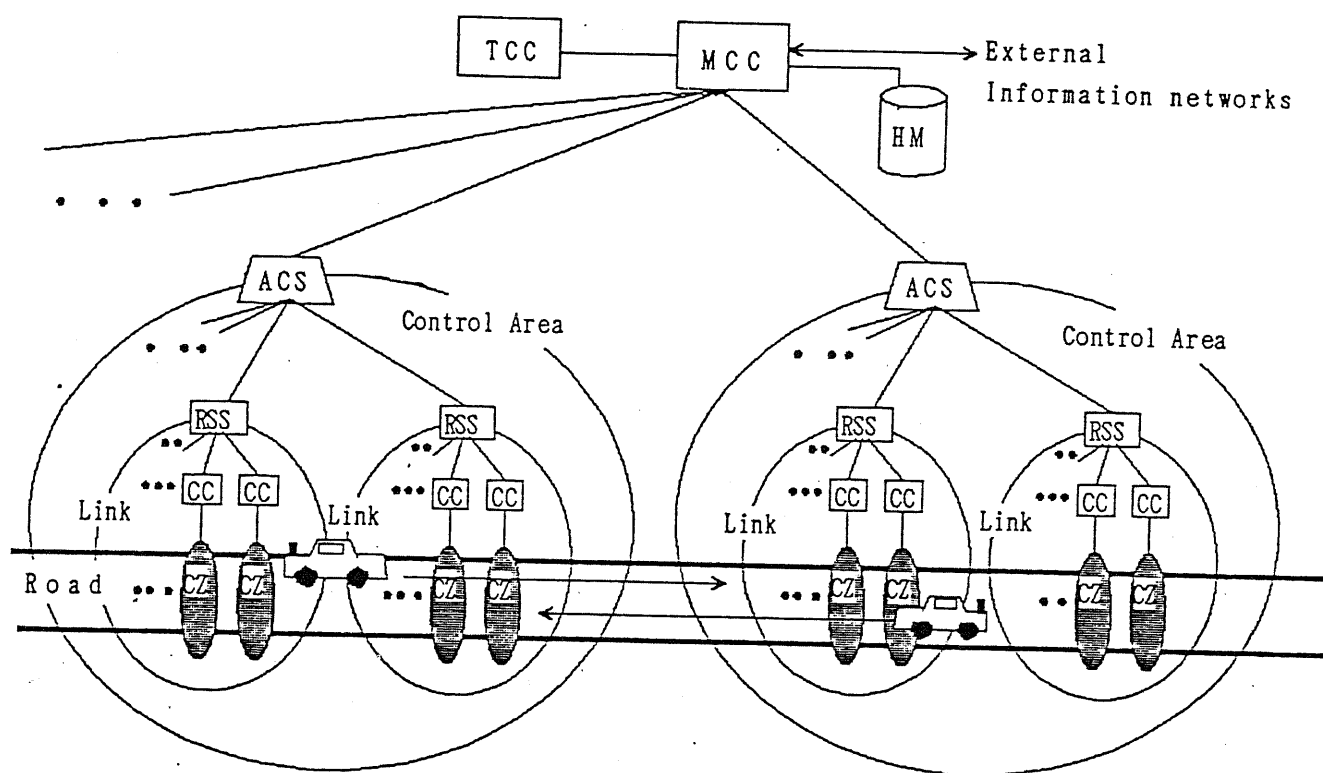 TCC
MCC
External
Information networks
HM
ACS
ACS
Control Area
Control Area
RSS
RSS
RSS
RSS
CC
CC
CC
CC
CC
CC
CC
CC
Link
Link
Link
Link
Road
CZ
CZ
CZ
CZ
CZ
CZ
CZ
CZ